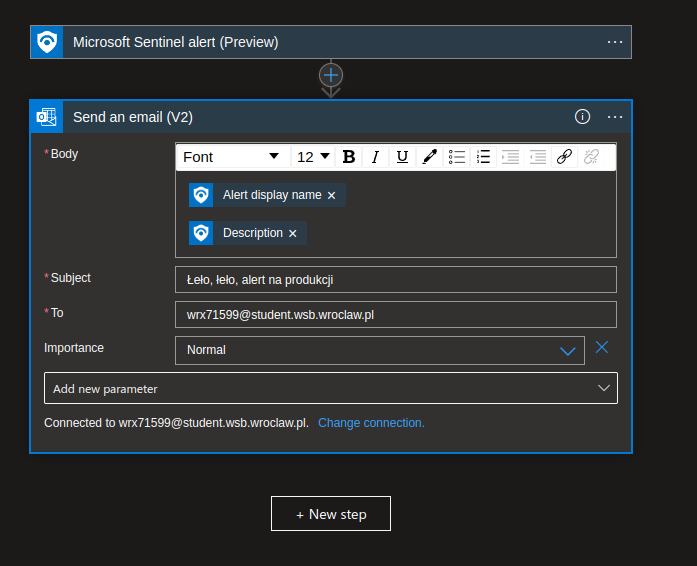 Microsoft Sentinel alert (Preview)
Send an email (V2)
* Body
Font 12 B I U
Alert display name ×
Description ×
* Subject
Łeło, łeło, alert na produkcji
* To
wrx71599@student.wsb.wroclaw.pl
Importance
Normal
Add new parameter
Connected to wrx71599@student.wsb.wroclaw.pl. Change connection.
+ New step